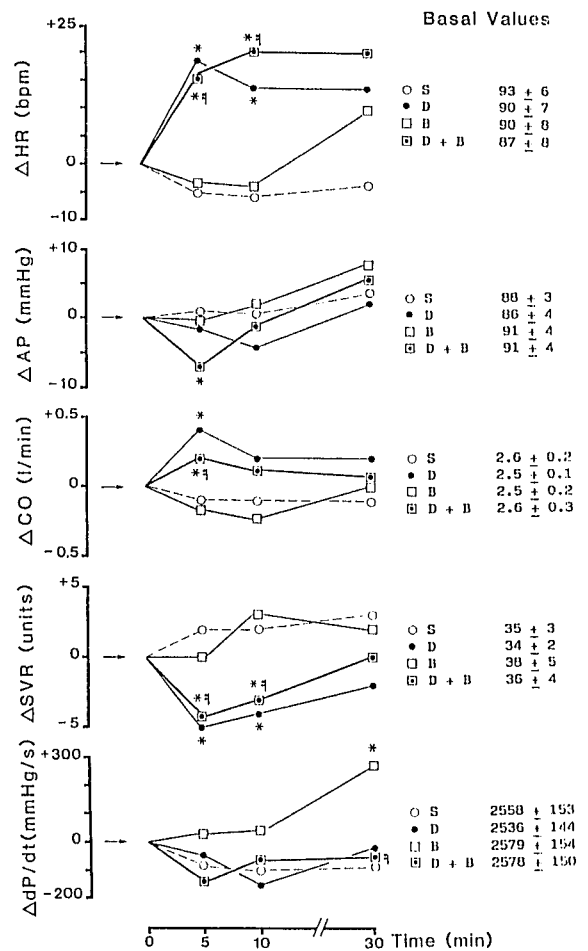 Basal Values
ΔHR (bpm)
+25
0
-10
* *¶
*¶ *
S 93 ± 6
D 90 ± 7
B 90 ± 8
D + B 87 ± 8
ΔAP (mmHg)
+10
0
-10
*
S 88 ± 3
D 86 ± 4
B 91 ± 4
D + B 91 ± 4
ΔCO (l/min)
+0.5
0
-0.5
*
*¶
S 2.6 ± 0.2
D 2.5 ± 0.1
B 2.5 ± 0.2
D + B 2.6 ± 0.3
ΔSVR (units)
+5
0
-5
*¶ *¶
* *
S 35 ± 3
D 34 ± 2
B 38 ± 5
D + B 36 ± 4
ΔdP/dt(mmHg/s)
+300
0
-200
*
¶
S 2558 ± 153
D 2536 ± 144
B 2579 ± 154
D + B 2578 ± 150
0 5 10 30 Time (min)